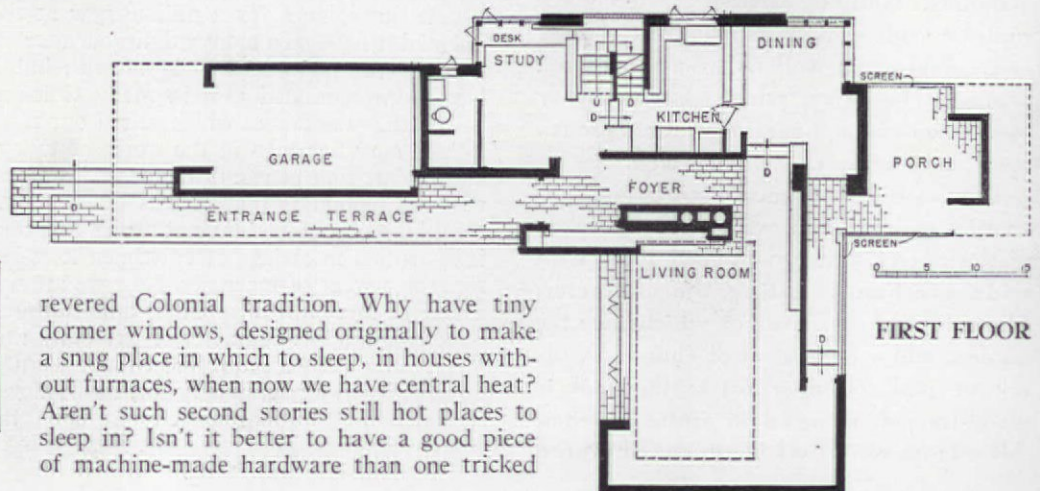 DESK
STUDY
DINING
SCREEN
U D
D
KITCHEN
GARAGE
D
PORCH
FOYER
D
ENTRANCE TERRACE
SCREEN
LIVING ROOM
0 5 10 15
FIRST FLOOR
D
revered Colonial tradition. Why have tiny
dormer windows, designed originally to make
a snug place in which to sleep, in houses with-
out furnaces, when now we have central heat?
Aren't such second stories still hot places to
sleep in? Isn't it better to have a good piece
of machine-made hardware than one tricked